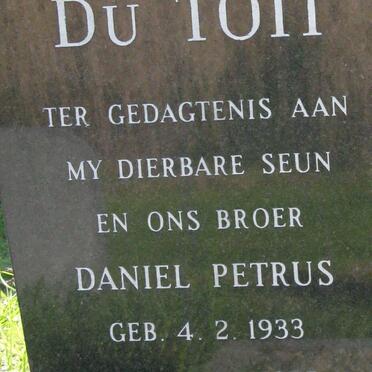 DU TOIT
TER GEDAGTENIS AAN
MY DIERBARE SEUN
EN ONS BROER
DANIEL PETRUS
GEB. 4. 2. 1933